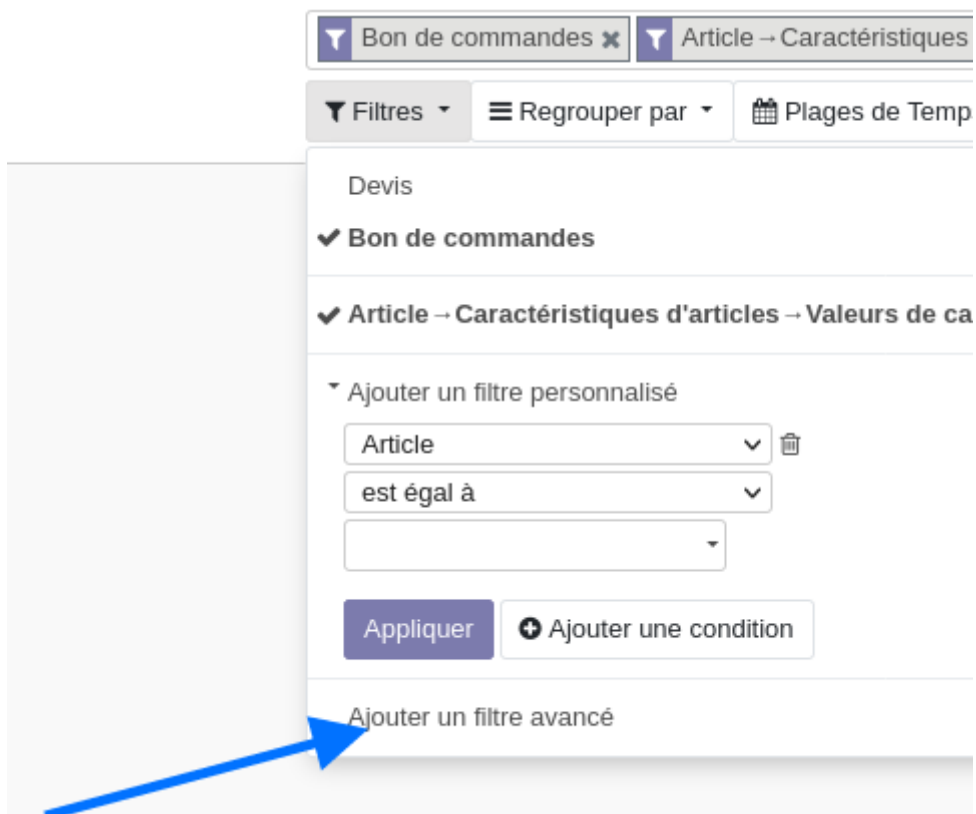 Bon de commandes Article→Caractéristiques
Filtres Regrouper par Plages de Temps
Devis
Bon de commandes
Article→Caractéristiques d'articles→Valeurs de ca
Ajouter un filtre personnalisé
Article
est égal à
Appliquer Ajouter une condition
Ajouter un filtre avancé